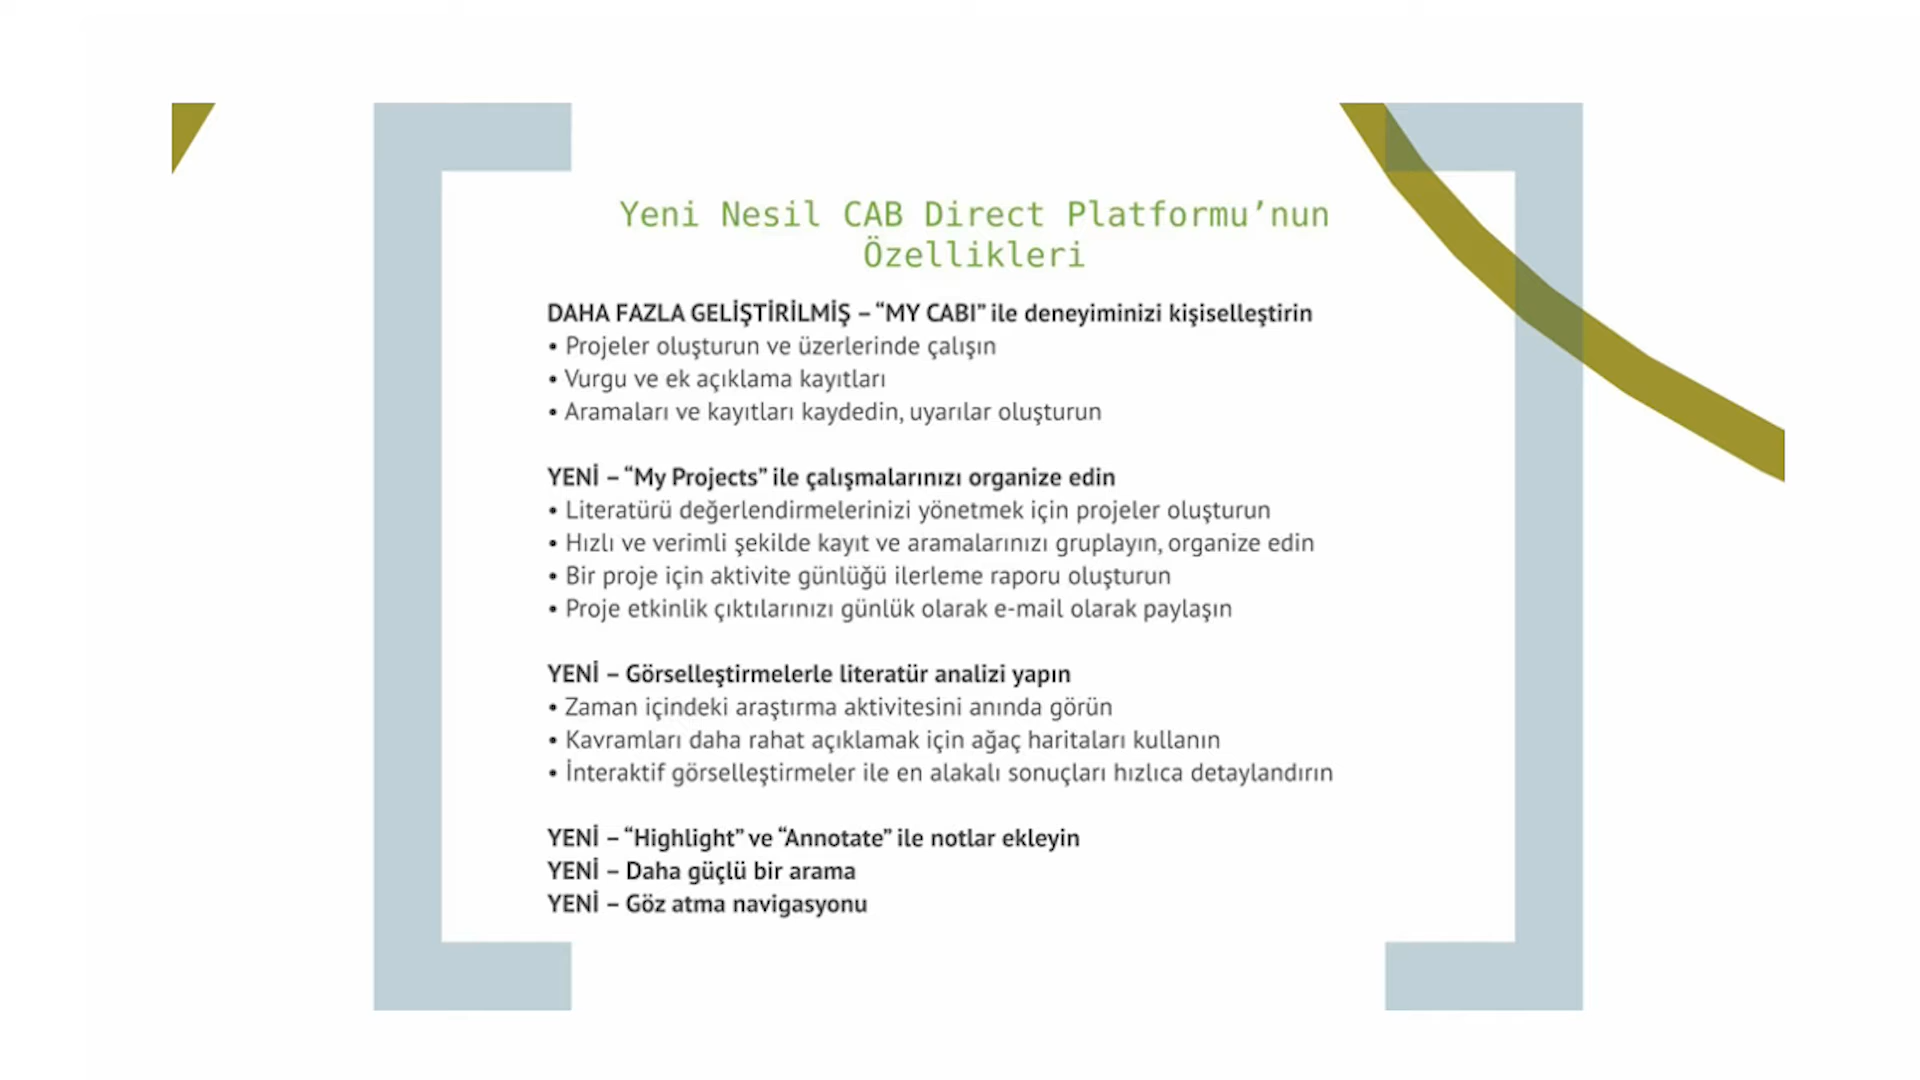 Yeni Nesil CAB Direct Platformu’nun
Özellikleri
DAHA FAZLA GELİŞTİRİLMİŞ – “MY CABI” ile deneyiminizi kişiselleştirin
• Projeler oluşturun ve üzerlerinde çalışın
• Vurgu ve ek açıklama kayıtları
• Aramaları ve kayıtları kaydedin, uyarılar oluşturun
YENİ – “My Projects” ile çalışmalarınızı organize edin
• Literatürü değerlendirmelerinizi yönetmek için projeler oluşturun
• Hızlı ve verimli şekilde kayıt ve aramalarınızı gruplayın, organize edin
• Bir proje için aktivite günlüğü ilerleme raporu oluşturun
• Proje etkinlik çıktılarınızı günlük olarak e-mail olarak paylaşın
YENİ – Görselleştirmelerle literatür analizi yapın
• Zaman içindeki araştırma aktivitesini anında görün
• Kavramları daha rahat açıklamak için ağaç haritaları kullanın
• İnteraktif görselleştirmeler ile en alakalı sonuçları hızlıca detaylandırın
YENİ – “Highlight” ve “Annotate” ile notlar ekleyin
YENİ – Daha güçlü bir arama
YENİ – Göz atma navigasyonu